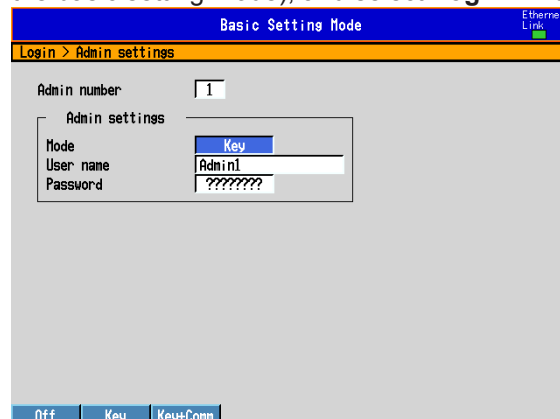 Basic Setting Mode
Link
Login > Admin settings
Admin number 1
Admin settings
Mode Key
User name Admin1
Password ????????
Off Key Key+Comm